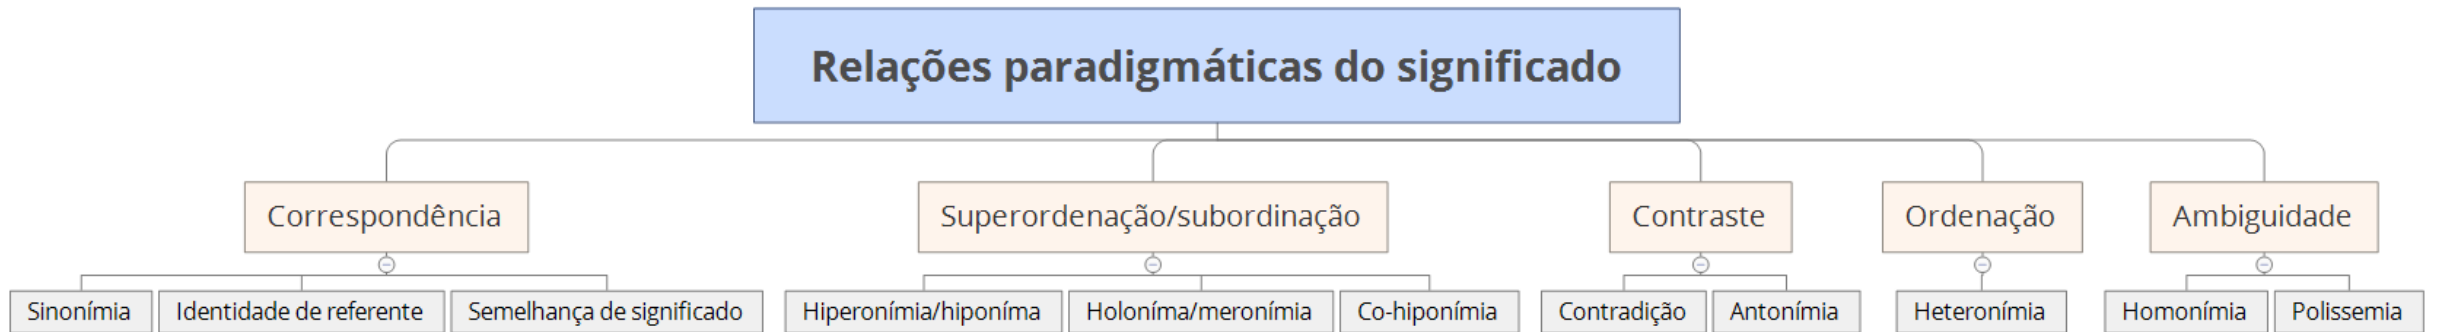 Relações paradigmáticas do significado
Correspondência
Superordenação/subordinação
Contraste
Ordenação
Ambiguidade
Sinonímia
Identidade de referente
Semelhança de significado
Hiperonímia/hiponíma
Holoníma/meronímia
Co-hiponímia
Contradição
Antonímia
Heteronímia
Homonímia
Polissemia